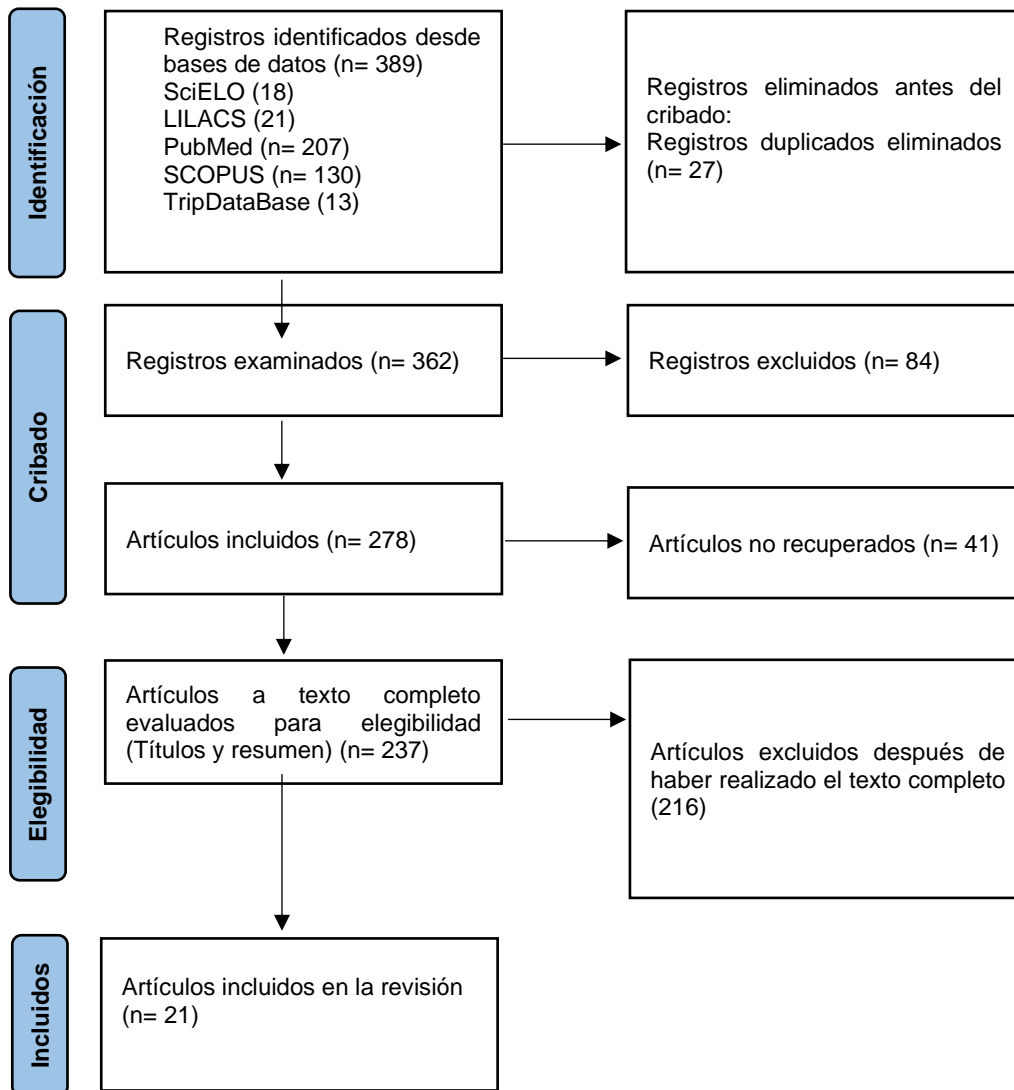 Identificación
Registros identificados desde
bases de datos (n= 389)
SciELO (18)
LILACS (21)
PubMed (n= 207)
SCOPUS (n= 130)
TripDataBase (13)
Registros eliminados antes del
cribado:
Registros duplicados eliminados
(n= 27)
Cribado
Registros examinados (n= 362)
Registros excluidos (n= 84)
Artículos incluidos (n= 278)
Artículos no recuperados (n= 41)
Elegibilidad
Artículos a texto completo
evaluados para elegibilidad
(Títulos y resumen) (n= 237)
Artículos excluidos después de
haber realizado el texto completo
(216)
Incluidos
Artículos incluidos en la revisión
(n= 21)